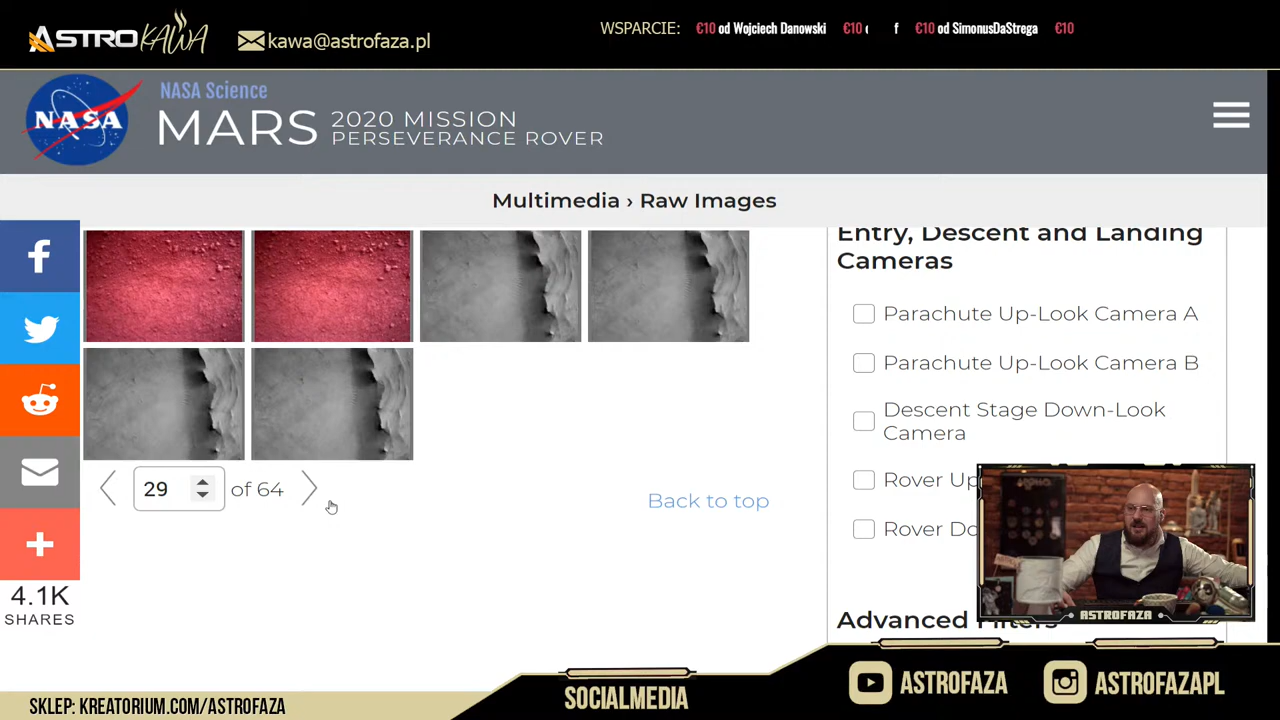 ASTROKAWA
kawa@astrofaza.pl
WSPARCIE: €10 od Wojciech Danowski €10 €10 od SimonusDaStrega €10
NASA
NASA Science
MARS
2020 MISSION
PERSEVERANCE ROVER
Multimedia › Raw Images
Entry, Descent and Landing
Cameras
Parachute Up-Look Camera A
Parachute Up-Look Camera B
Descent Stage Down-Look
Camera
Rover Up
Rover Do
Advanced Filters
29 of 64
Back to top
4.1K
SHARES
ASTROFAZA
SKLEP: KREATORIUM.COM/ASTROFAZA
SOCIALMEDIA
ASTROFAZA
ASTROFAZAPL